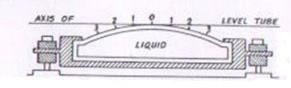 AXIS OF LEVEL TUBE
3 2 1 0 1 2 3
LIQUID